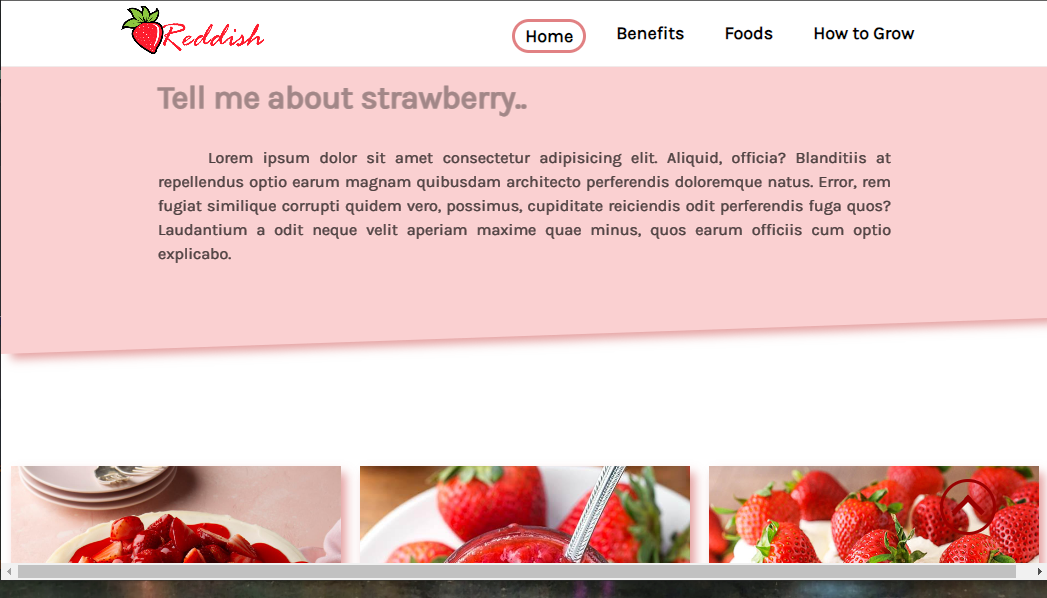 Reddish
Home
Benefits
Foods
How to Grow
Tell me about strawberry..
Lorem ipsum dolor sit amet consectetur adipisicing elit. Aliquid, officia? Blanditiis at
repellendus optio earum magnam quibusdam architecto perferendis doloremque natus. Error, rem
fugiat similique corrupti quidem vero, possimus, cupiditate reiciendis odit perferendis fuga quos?
Laudantium a odit neque velit aperiam maxime quae minus, quos earum officiis cum optio
explicabo.